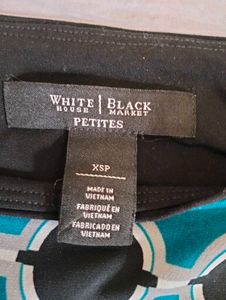 WHITE | BLACK
HOUSE | MARKET
PETITES
XSP
MADE IN
VIETNAM
FABRIQUÉ EN
VIETNAM
FABRICADO EN
VIETNAM